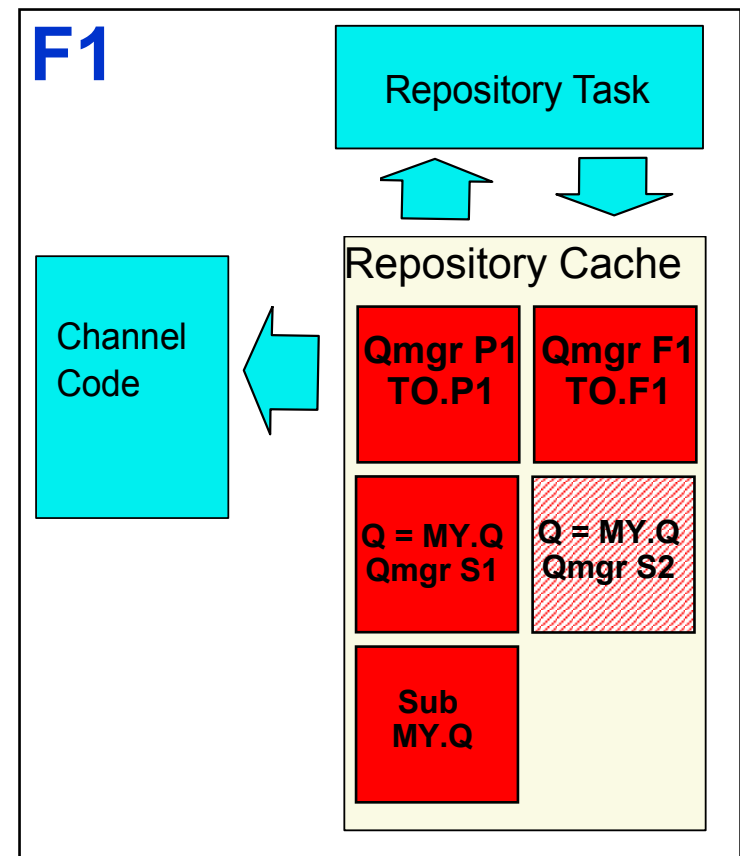 F1
Repository Task
Repository Cache
Channel
Code
Qmgr P1
TO.P1
Qmgr F1
TO.F1
Q = MY.Q
Qmgr S1
Q = MY.Q
Qmgr S2
Sub
MY.Q